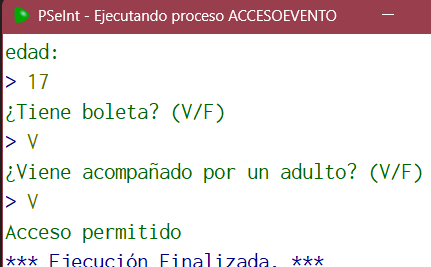 PSeInt - Ejecutando proceso ACCESOEVENTO
edad:
> 17
¿Tiene boleta? (V/F)
> V
¿Viene acompañado por un adulto? (V/F)
> V
Acceso permitido
*** Ejecución Finalizada. ***